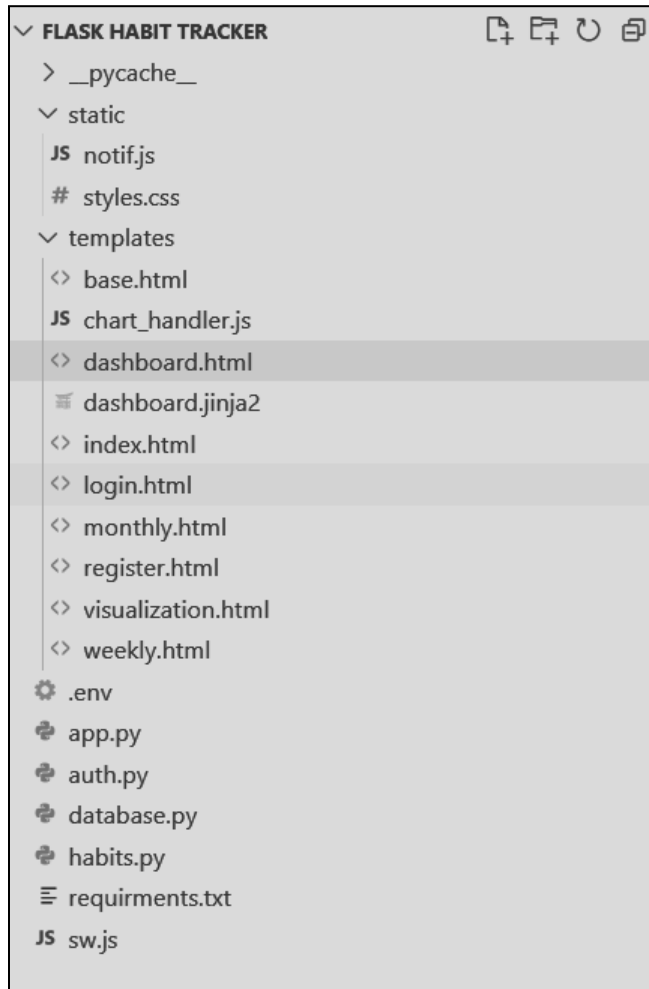 FLASK HABIT TRACKER
__pycache__
static
JS notif.js
# styles.css
templates
<> base.html
JS chart_handler.js
<> dashboard.html
dashboard.jinja2
<> index.html
<> login.html
<> monthly.html
<> register.html
<> visualization.html
<> weekly.html
.env
app.py
auth.py
database.py
habits.py
requirments.txt
JS sw.js